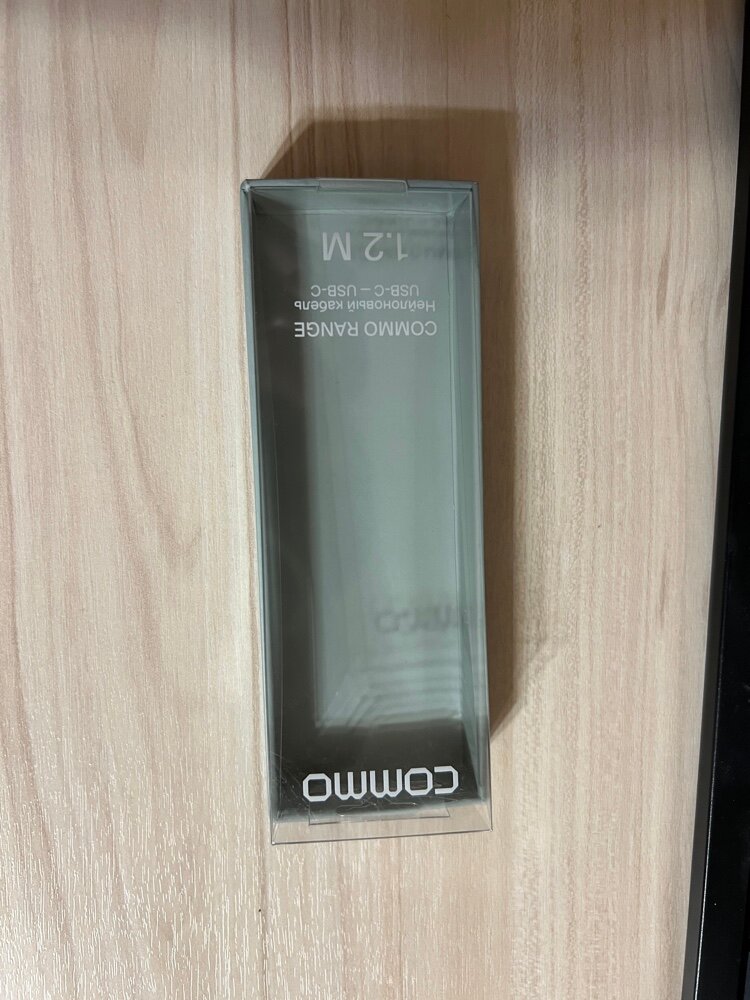 COMMO
COMMO RANGE
Нейлоновый кабель
USB-C – USB-C
1.2 M